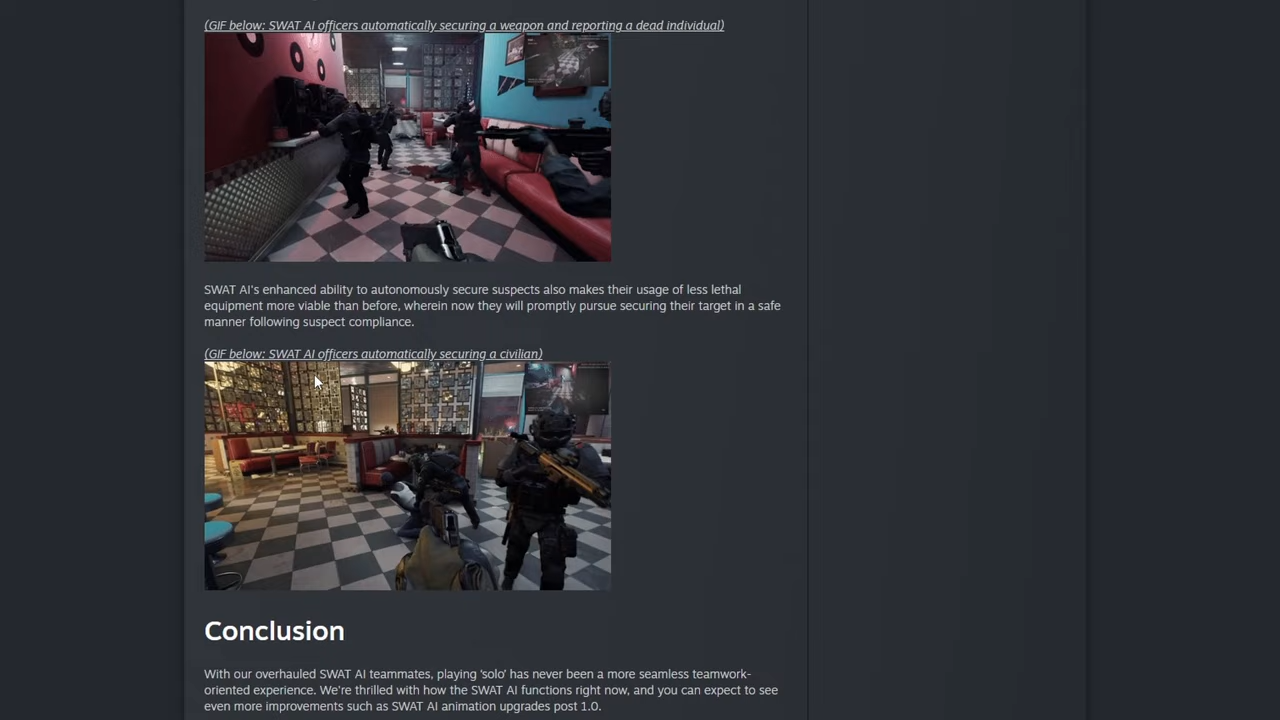 (GIF below: SWAT AI officers automatically securing a weapon and reporting a dead individual)
SWAT AI's enhanced ability to autonomously secure suspects also makes their usage of less lethal
equipment more viable than before, wherein now they will promptly pursue securing their target in a safe
manner following suspect compliance.
(GIF below: SWAT AI officers automatically securing a civilian)
Conclusion
With our overhauled SWAT AI teammates, playing ‘solo’ has never been a more seamless teamwork-
oriented experience. We're thrilled with how the SWAT AI functions right now, and you can expect to see
even more improvements such as SWAT AI animation upgrades post 1.0.